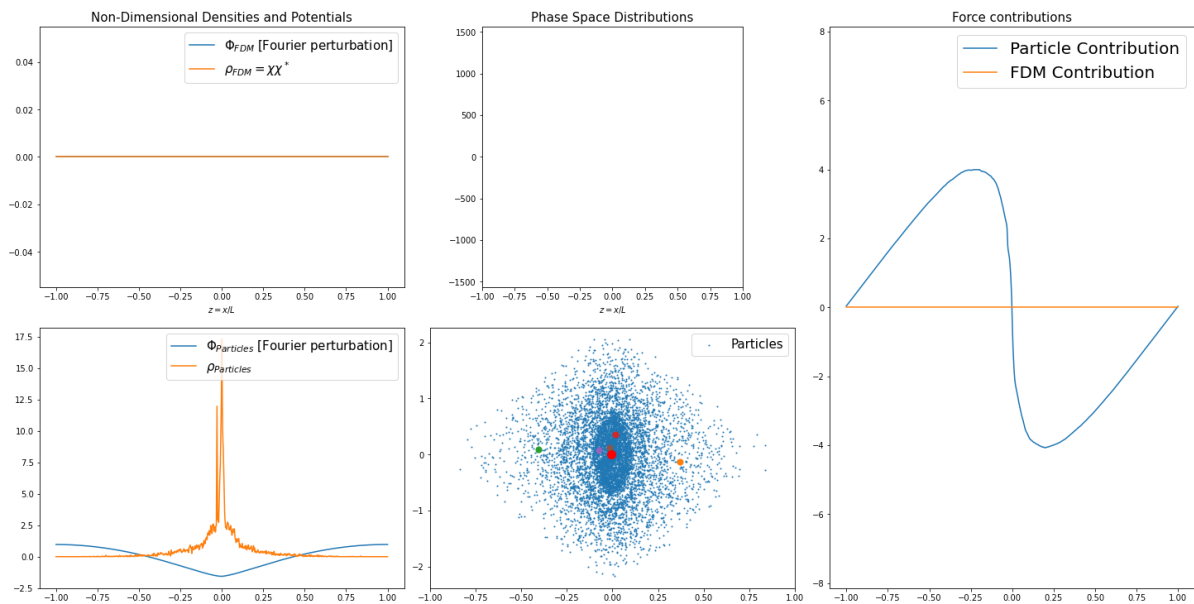 Non-Dimensional Densities and Potentials
0.04
0.02
0.00
−0.02
−0.04
−1.00 −0.75 −0.50 −0.25 0.00 0.25 0.50 0.75 1.00
z = x/L
Φ_FDM [Fourier perturbation]
ρ_FDM = χχ*
Phase Space Distributions
1500
1000
500
0
−500
−1000
−1500
−1.00 −0.75 −0.50 −0.25 0.00 0.25 0.50 0.75 1.00
z = x/L
Force contributions
8
6
4
2
0
−2
−4
−6
−8
−1.00 −0.75 −0.50 −0.25 0.00 0.25 0.50 0.75 1.00
Particle Contribution
FDM Contribution
17.5
15.0
12.5
10.0
7.5
5.0
2.5
0.0
−2.5
−1.00 −0.75 −0.50 −0.25 0.00 0.25 0.50 0.75 1.00
Φ_Particles [Fourier perturbation]
ρ_Particles
2
1
0
−1
−2
−1.00 −0.75 −0.50 −0.25 0.00 0.25 0.50 0.75 1.00
Particles